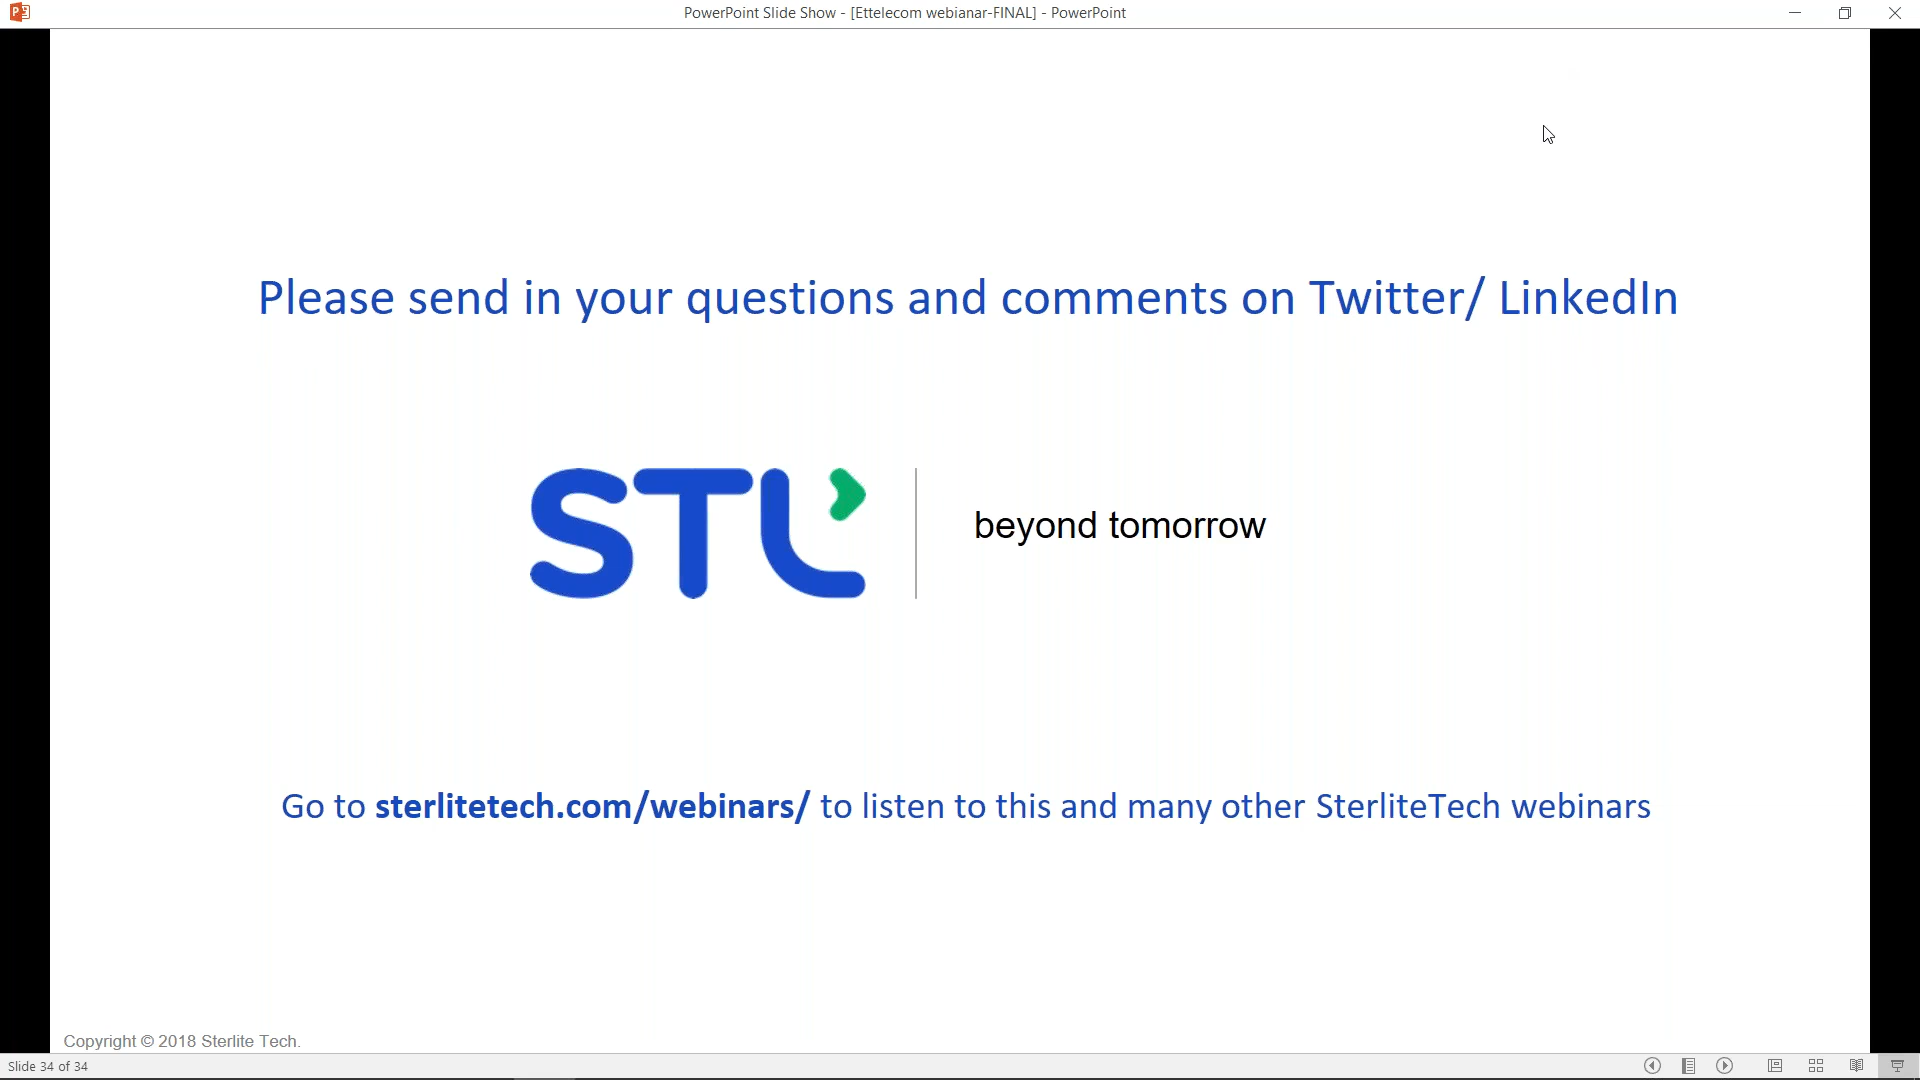 PowerPoint Slide Show - [Ettelecom webianar-FINAL] - PowerPoint
Please send in your questions and comments on Twitter/ LinkedIn
STL
beyond tomorrow
Go to sterlitetech.com/webinars/ to listen to this and many other SterliteTech webinars
Copyright © 2018 Sterlite Tech.
Slide 34 of 34